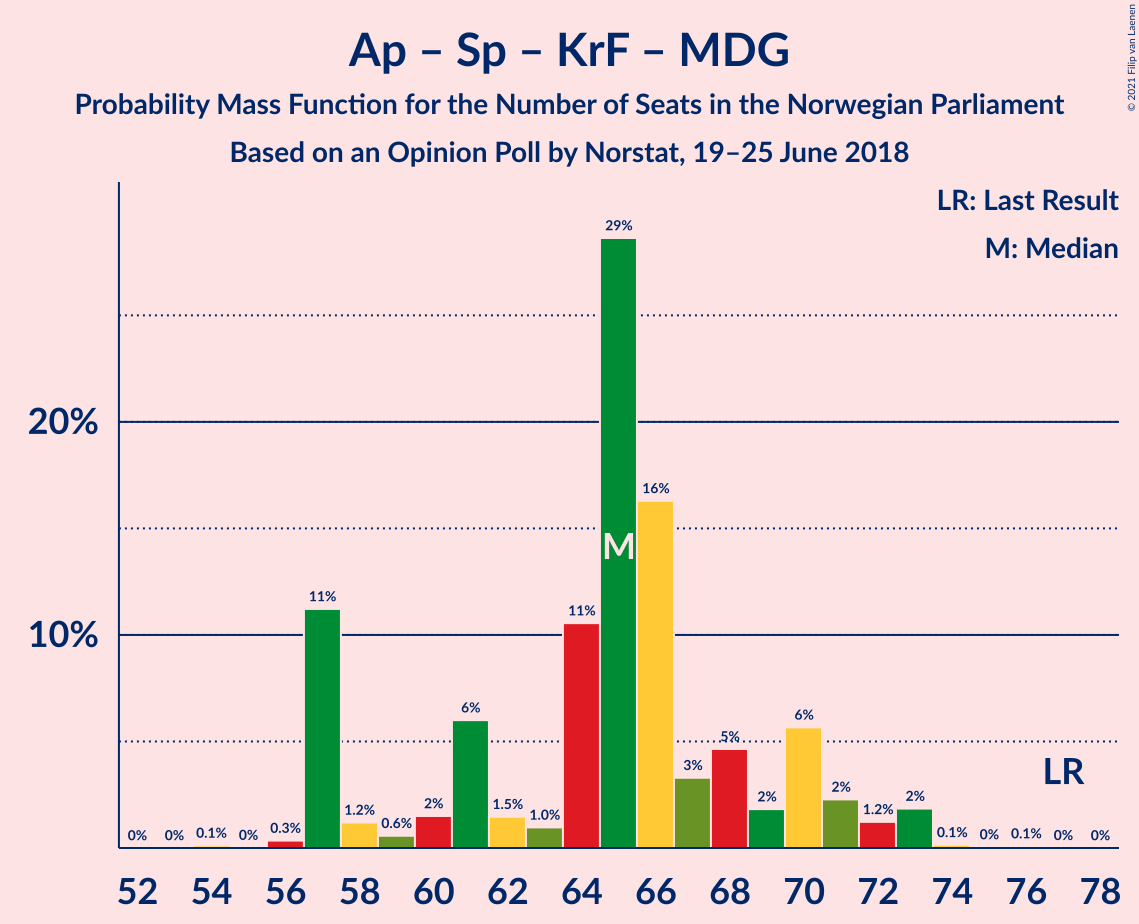 Ap – Sp – KrF – MDG
Probability Mass Function for the Number of Seats in the Norwegian Parliament
Based on an Opinion Poll by Norstat, 19–25 June 2018
© 2021 Filip van Laenen
LR: Last Result
M: Median
29%
20%
16%
M
11%
11%
10%
6%
6%
5%
3%
LR
2%
2%
2%
2%
1.5%
1.2%
1.2%
1.0%
0.6%
0.3%
0% 0% 0.1% 0% 0.1% 0% 0.1% 0% 0%
52 54 56 58 60 62 64 66 68 70 72 74 76 78